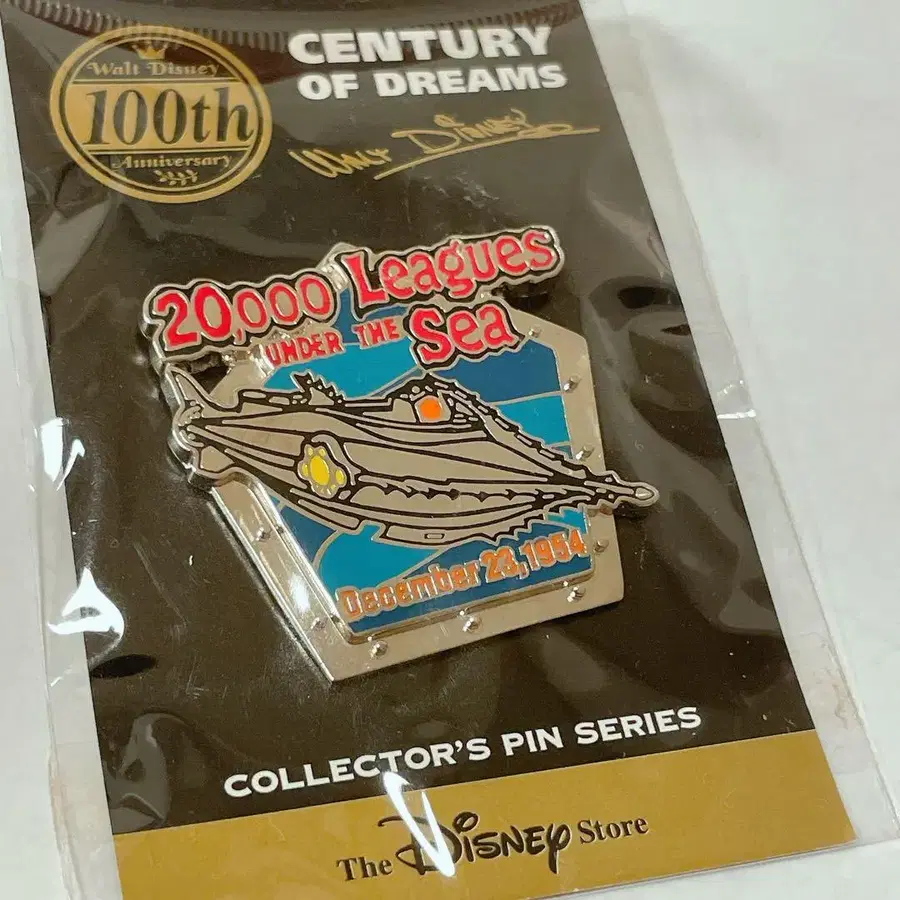 Walt Disney
100th
Anniversary
CENTURY
OF DREAMS
Walt Disney
20,000 Leagues
UNDER THE Sea
December 23, 1954
COLLECTOR'S PIN SERIES
The Disney Store